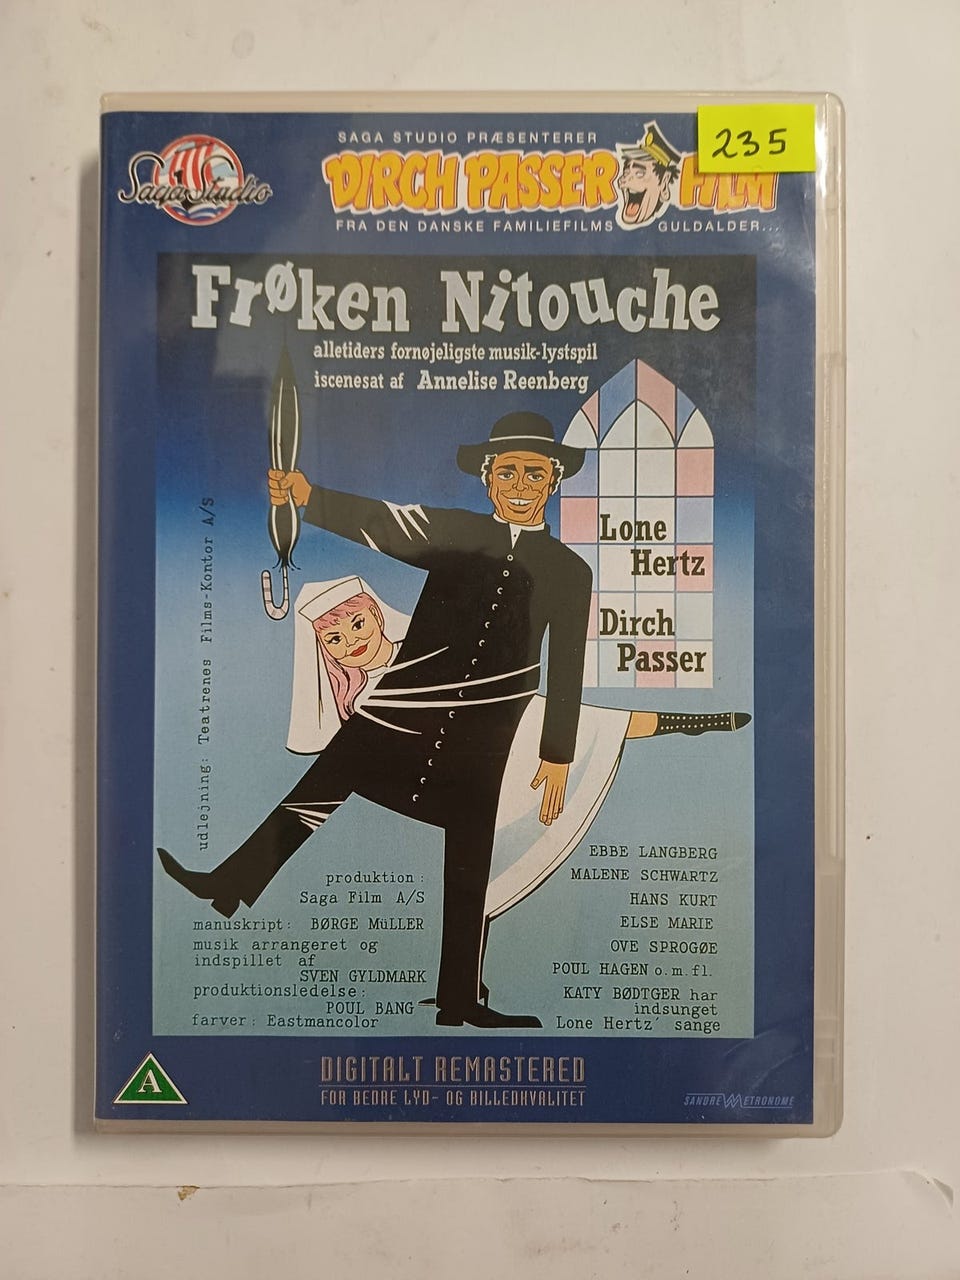 235
Saga Studio
SAGA STUDIO PRÆSENTERER
DIRCH PASSER FILM
FRA DEN DANSKE FAMILIEFILMS GULDALDER...
Frøken Nitouche
alletiders fornøjeligste musik-lystspil
iscenesat af Annelise Reenberg
Lone
Hertz
Dirch
Passer
udlejning: Teatrenes Films-Kontor A/S
produktion:
Saga Film A/S
manuskript: BØRGE MüLLER
musik arrangeret og
indspillet af
SVEN GYLDMARK
produktionsledelse:
POUL BANG
farver: Eastmancolor
EBBE LANGBERG
MALENE SCHWARTZ
HANS KURT
ELSE MARIE
OVE SPROGØE
POUL HAGEN o.m.fl.
KATY BØDTGER har
indsunget
Lone Hertz' sange
A
DIGITALT REMASTERED
FOR BEDRE LYD- OG BILLEDKVALITET
SANDREW METRONOME